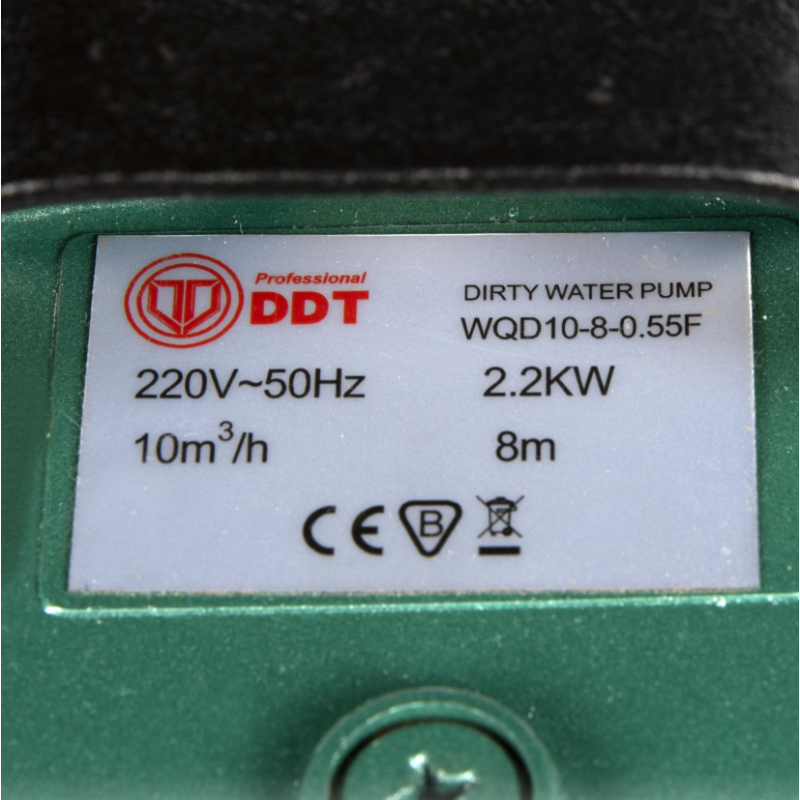 Professional
DDT
DIRTY WATER PUMP
WQD10-8-0.55F
220V~50Hz 2.2KW
10m³/h 8m
CE B